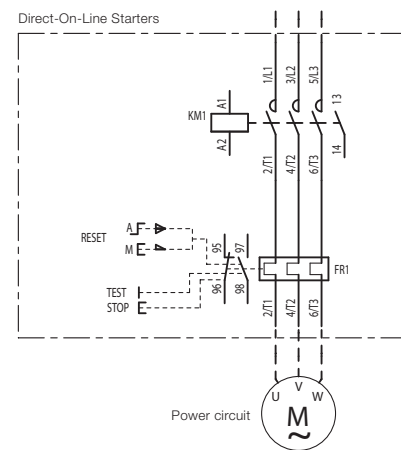 Direct-On-Line Starters
1/L1 3/L2 5/L3
KM1 A1 A2 13 14
2/T1 4/T2 6/T3
RESET A M
95 97
96 98
FR1
TEST
STOP
2/T1 4/T2 6/T3
U V W
Power circuit M ~